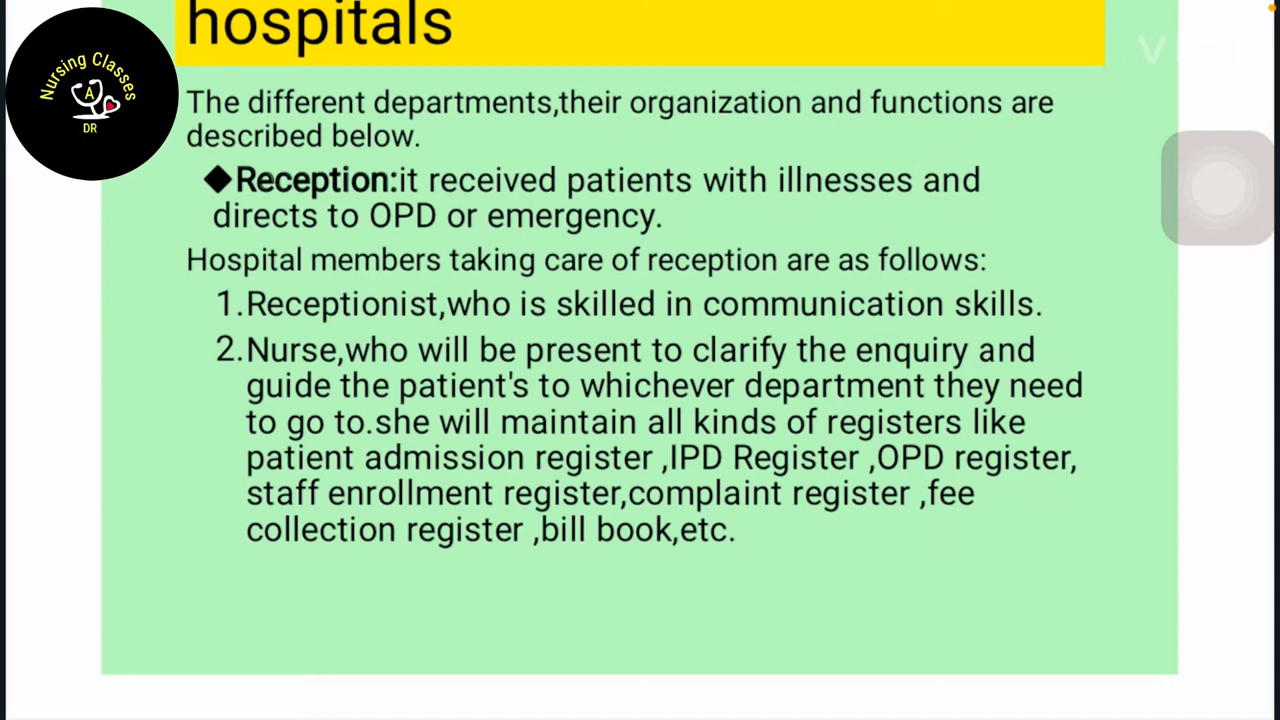 hospitals
Nursing Classes
A
DR
The different departments,their organization and functions are
described below.
◆Reception:it received patients with illnesses and
directs to OPD or emergency.
Hospital members taking care of reception are as follows:
1.Receptionist,who is skilled in communication skills.
2.Nurse,who will be present to clarify the enquiry and
guide the patient's to whichever department they need
to go to.she will maintain all kinds of registers like
patient admission register ,IPD Register ,OPD register,
staff enrollment register,complaint register ,fee
collection register ,bill book,etc.